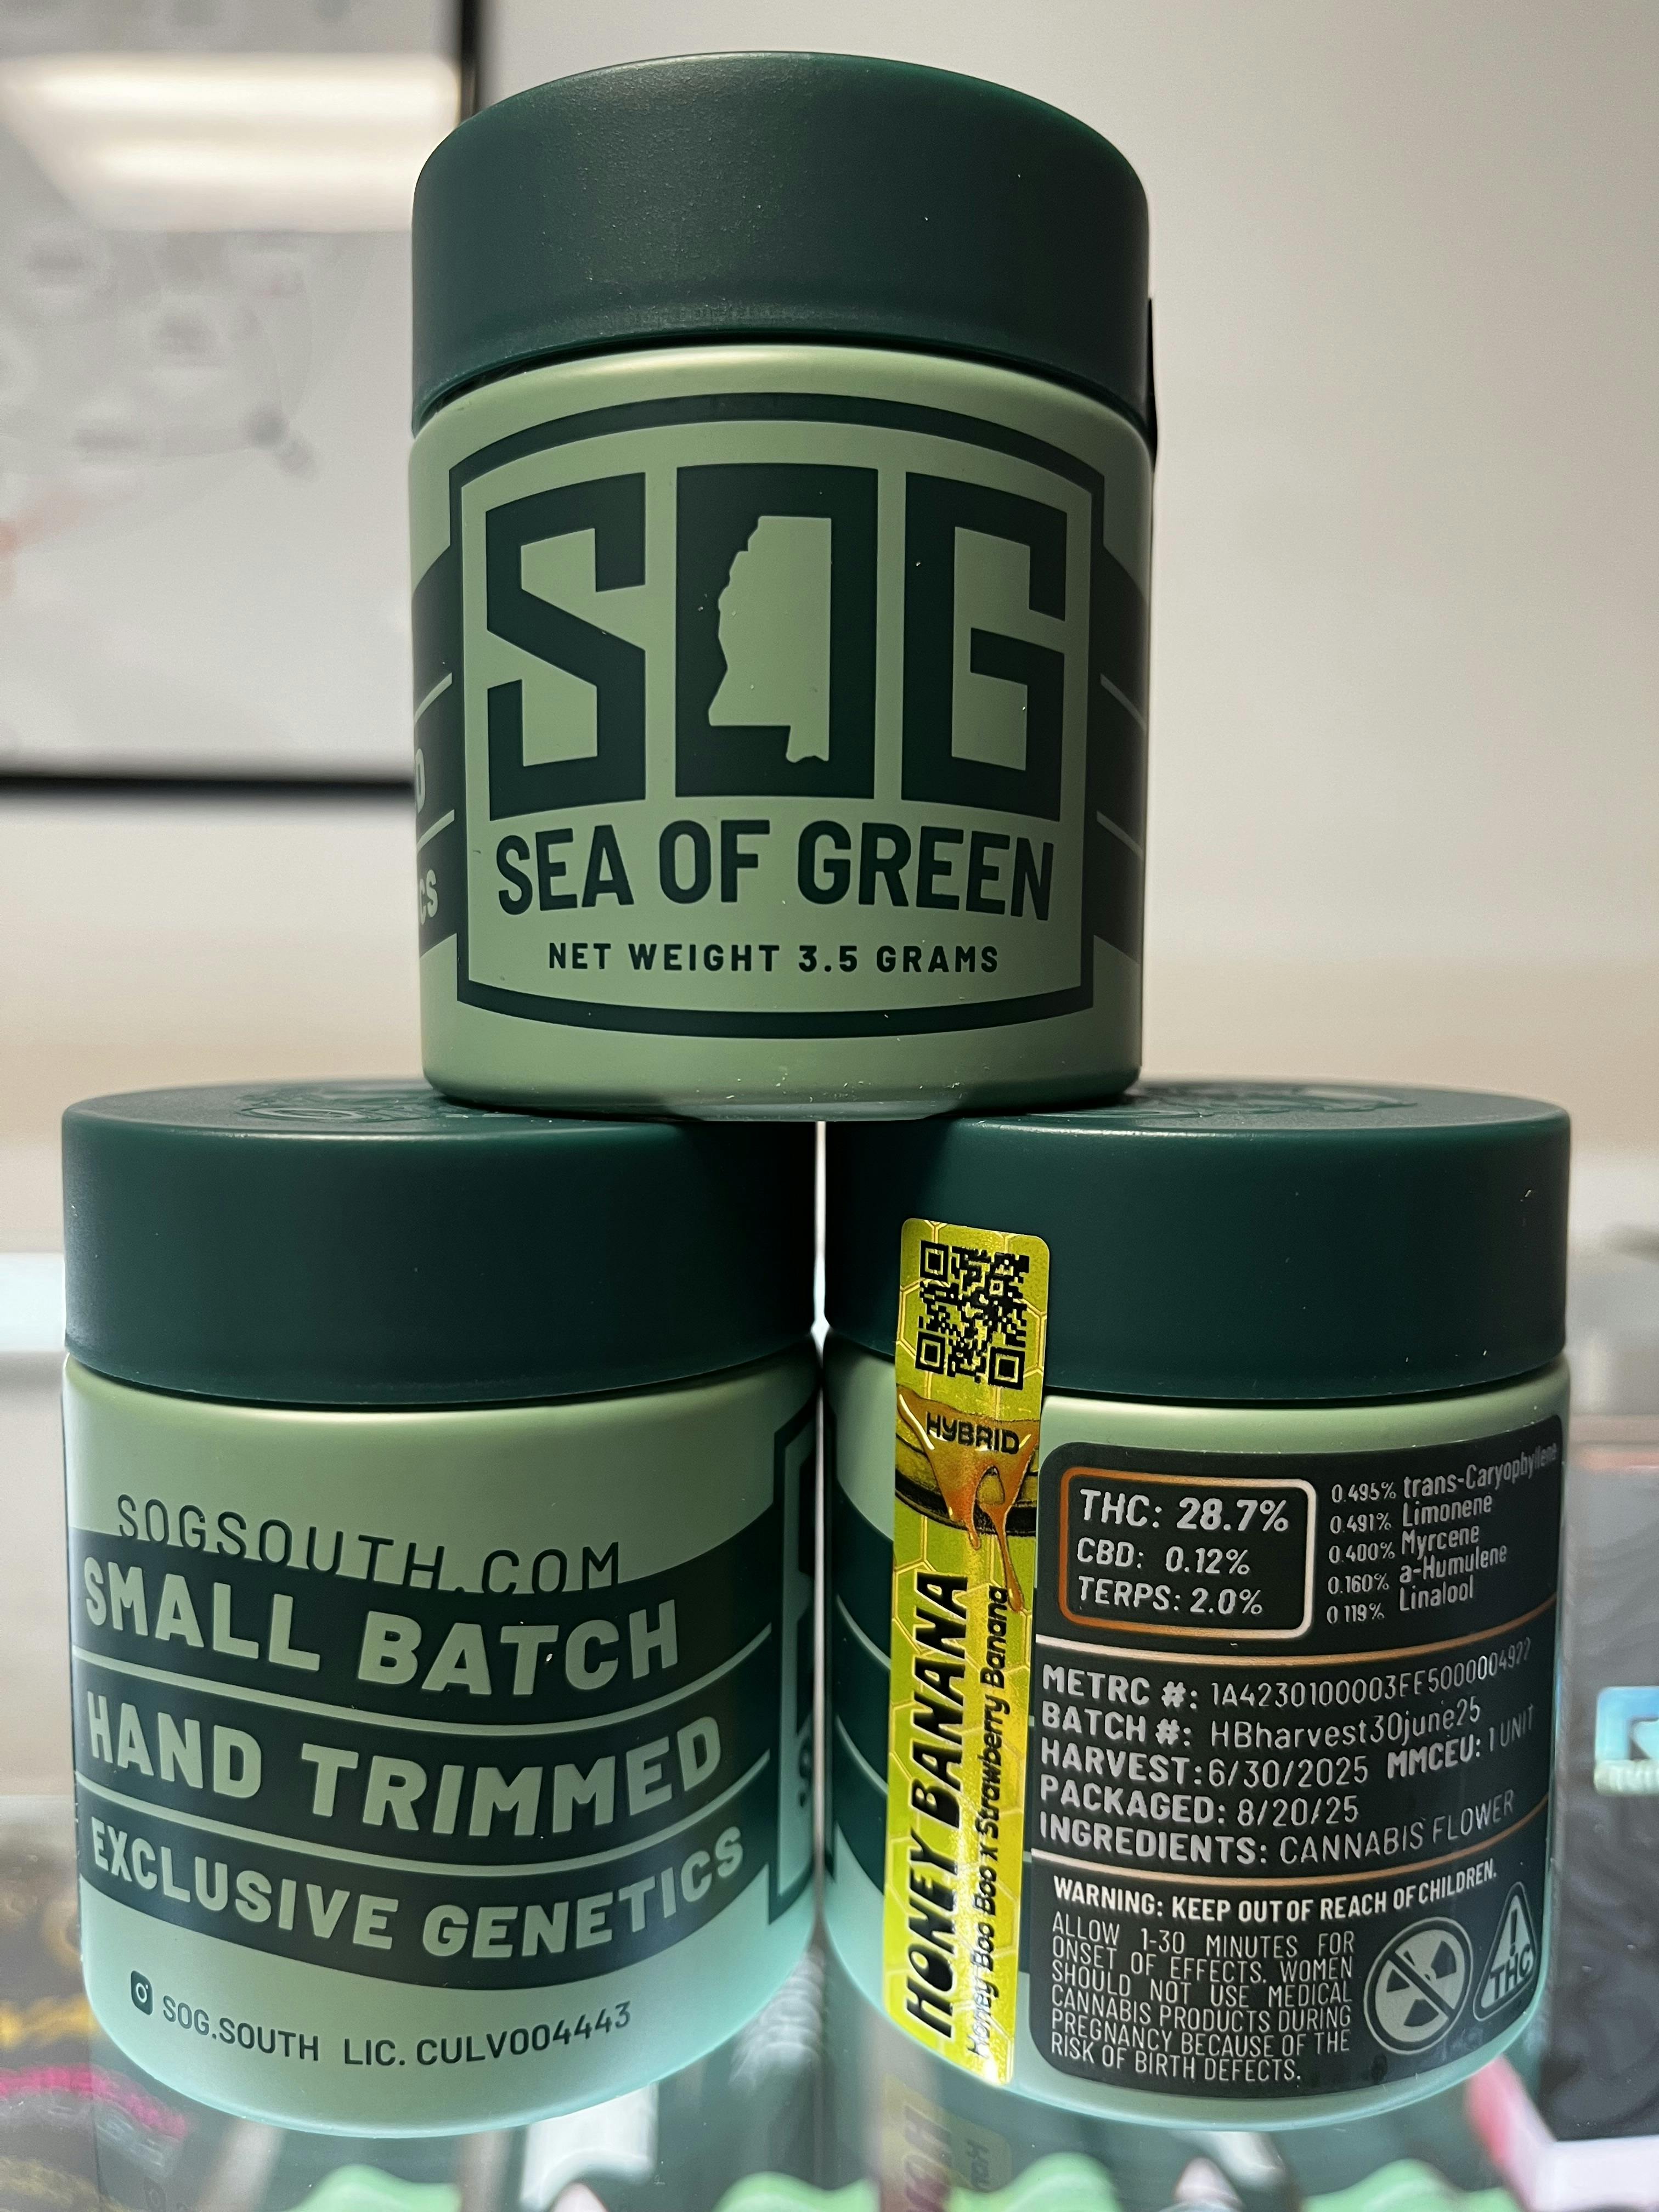 SOG
SEA OF GREEN
NET WEIGHT 3.5 GRAMS
CS
SOGSOUTH.COM
SMALL BATCH
HAND TRIMMED
EXCLUSIVE GENETICS
SOG.SOUTH LIC. CULV004443
HYBRID
HONEY BANANA
Honey Boo Boo x Strawberry Banana
THC: 28.7%
CBD: 0.12%
TERPS: 2.0%
0.495% trans-Caryophyllene
0.491% Limonene
0.400% Myrcene
0.160% a-Humulene
0.119% Linalool
METRC #: 1A4230100003FE5000004922
BATCH #: HBharvest30june25
HARVEST: 6/30/2025 MMCEU: 1 UNIT
PACKAGED: 8/20/25
INGREDIENTS: CANNABIS FLOWER
WARNING: KEEP OUT OF REACH OF CHILDREN.
ALLOW 1-30 MINUTES FOR
ONSET OF EFFECTS. WOMEN
SHOULD NOT USE MEDICAL
CANNABIS PRODUCTS DURING
PREGNANCY BECAUSE OF THE
RISK OF BIRTH DEFECTS.
! THC